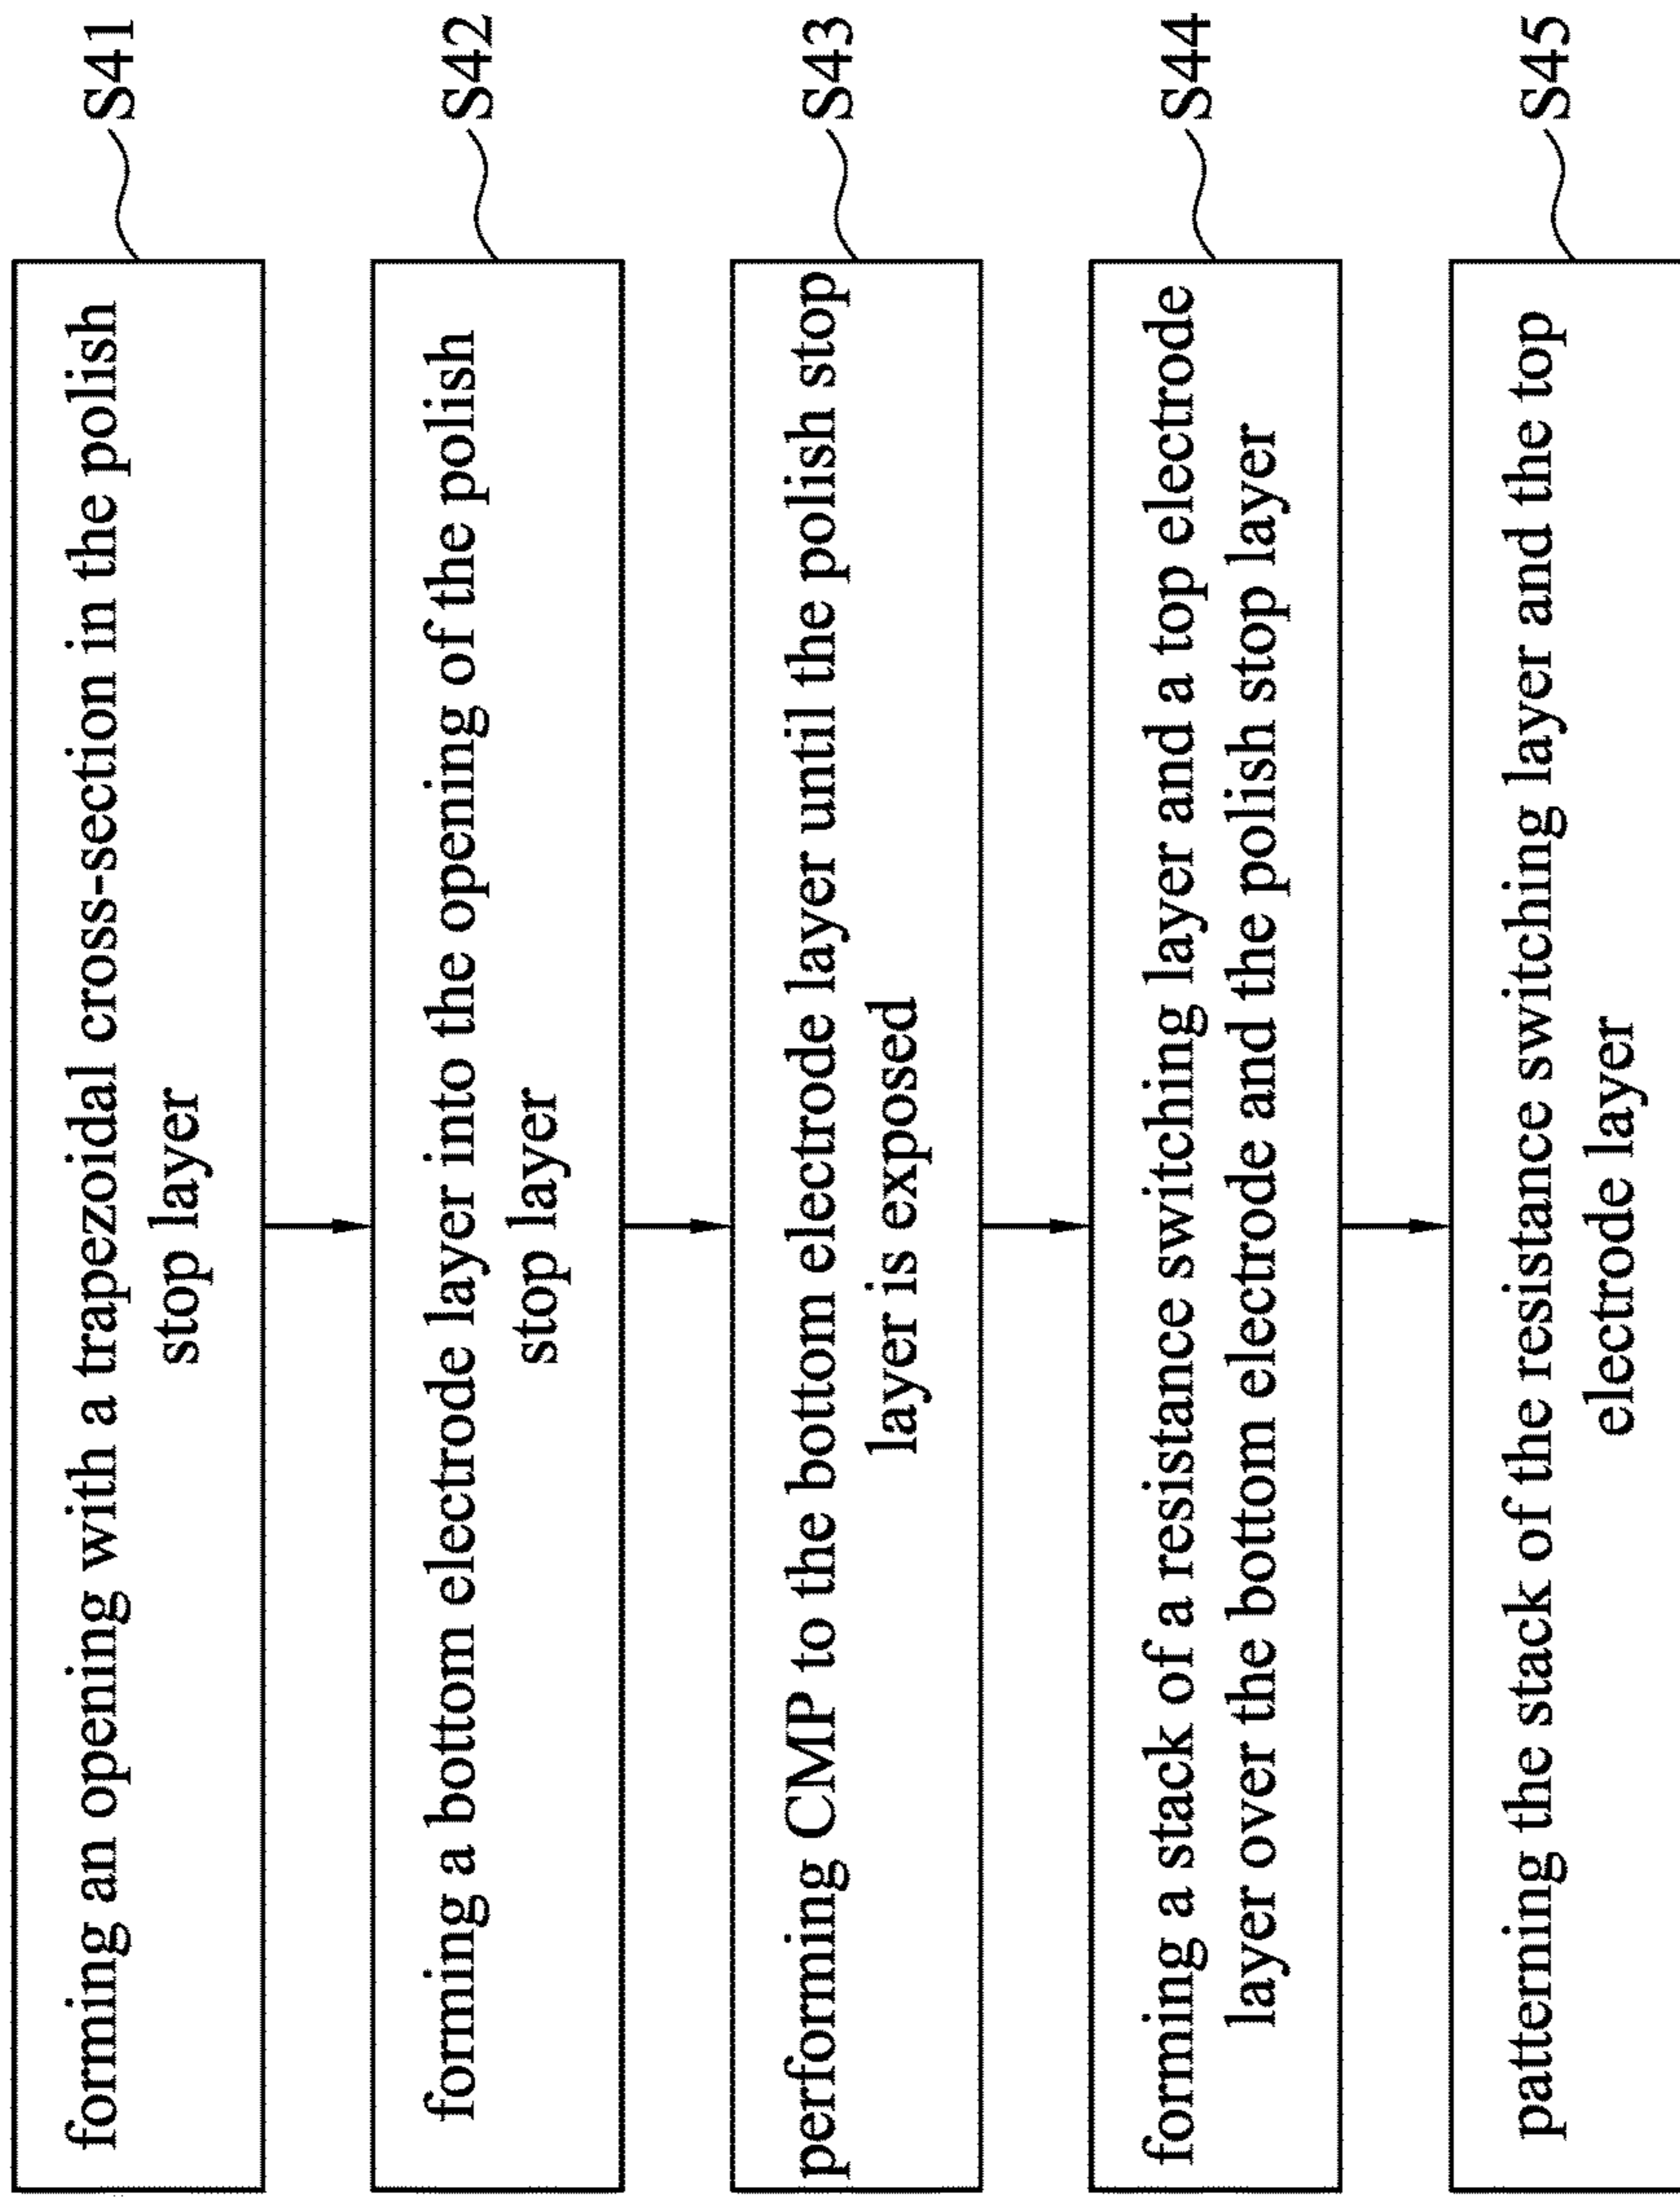 forming an opening with a trapezoidal cross-section in the polish
stop layer
S41
forming a bottom electrode layer into the opening of the polish
stop layer
S42
performing CMP to the bottom electrode layer until the polish stop
layer is exposed
S43
forming a stack of a resistance switching layer and a top electrode
layer over the bottom electrode and the polish stop layer
S44
patterning the stack of the resistance switching layer and the top
electrode layer
S45